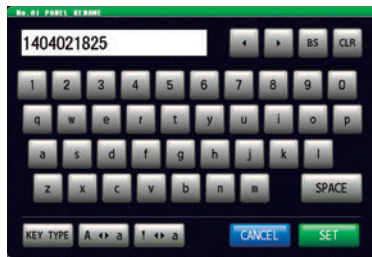 No.01 PANEL RENAME
1404021825 ◂ ▸ BS CLR
1 2 3 4 5 6 7 8 9 0
q w e r t y u i o p
a s d f g h j k l
z x c v b n m SPACE
KEY TYPE A ◂▸ a ! ◂▸ a CANCEL SET